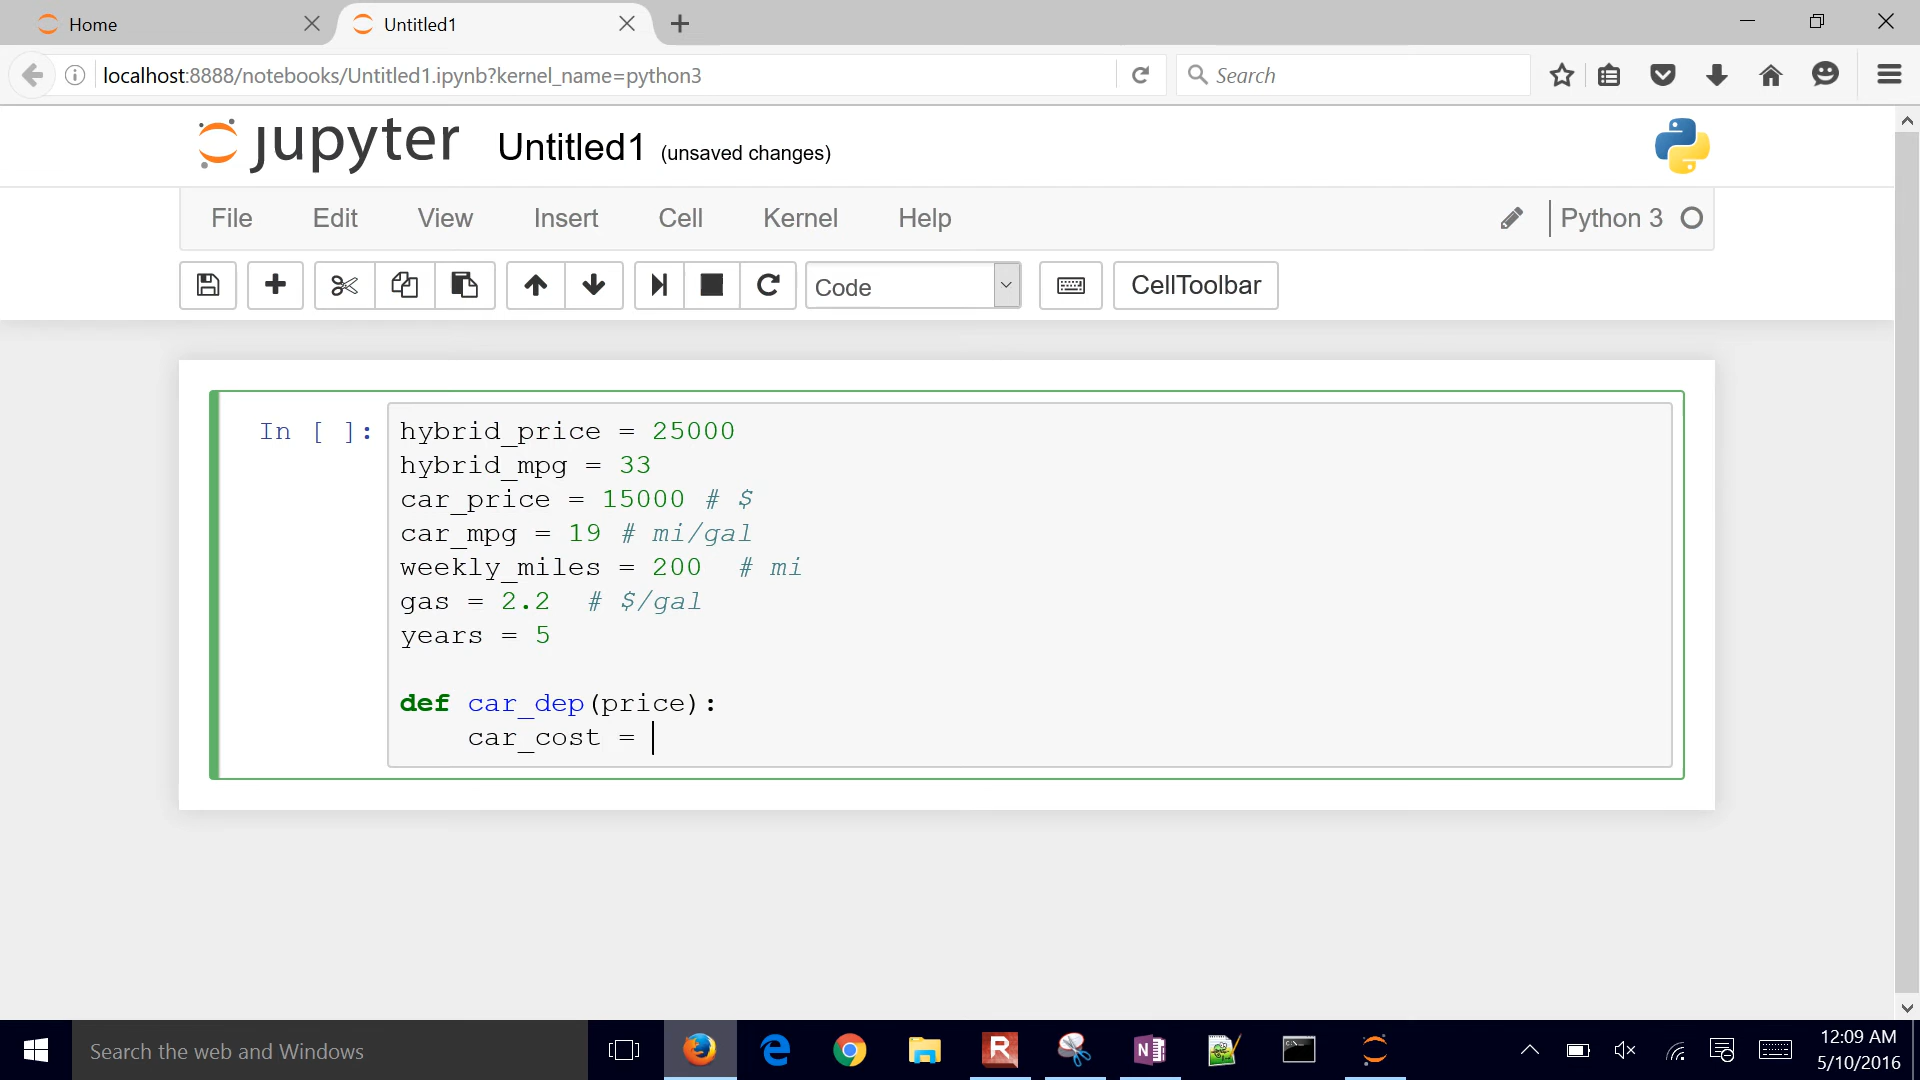 Home
Untitled1
localhost:8888/notebooks/Untitled1.ipynb?kernel_name=python3
Search
jupyter Untitled1 (unsaved changes)
File Edit View Insert Cell Kernel Help Python 3
Code CellToolbar
In [ ]: hybrid_price = 25000
hybrid_mpg = 33
car_price = 15000 # $
car_mpg = 19 # mi/gal
weekly_miles = 200  # mi
gas = 2.2  # $/gal
years = 5
def car_dep(price):
    car_cost =
Search the web and Windows
12:09 AM
5/10/2016